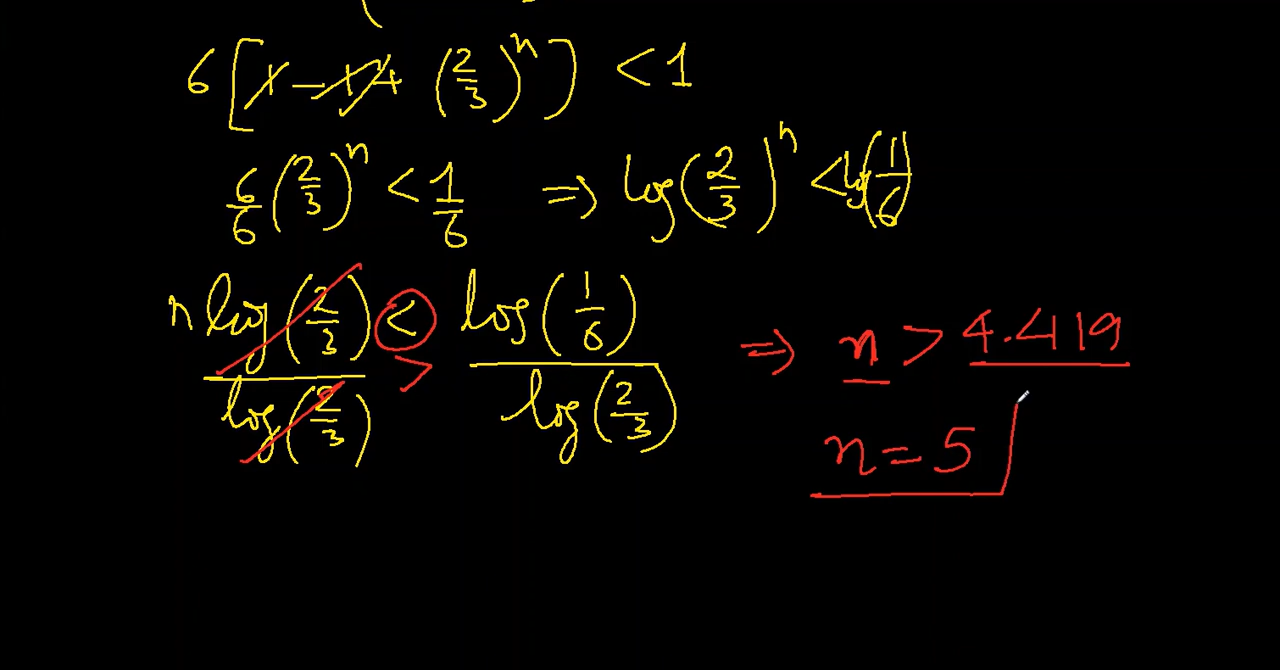 6 [1 - 1 + (2/3)^n] < 1
6/6 (2/3)^n < 1/6 ⇒ log(2/3)^n < log(1/6)
n log(2/3) / log(2/3) < > log(1/6) / log(2/3) ⇒ n > 4.419
n = 5